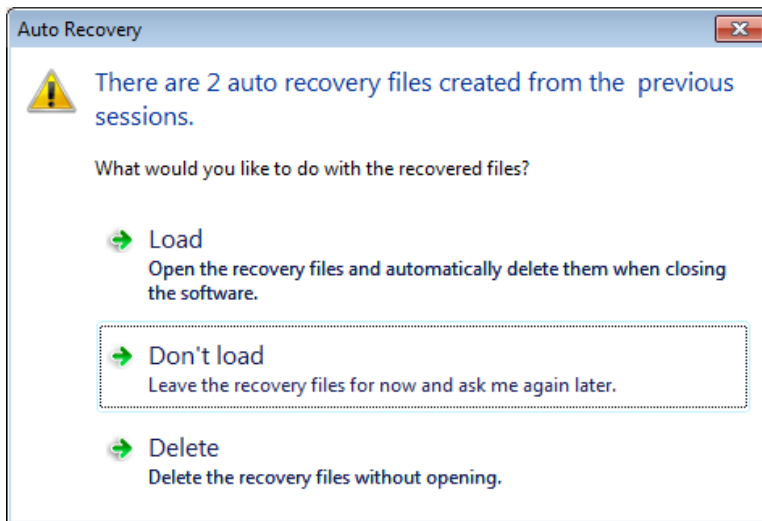 Auto Recovery
There are 2 auto recovery files created from the  previous
sessions.
What would you like to do with the recovered files?
Load
Open the recovery files and automatically delete them when closing
the software.
Don't load
Leave the recovery files for now and ask me again later.
Delete
Delete the recovery files without opening.